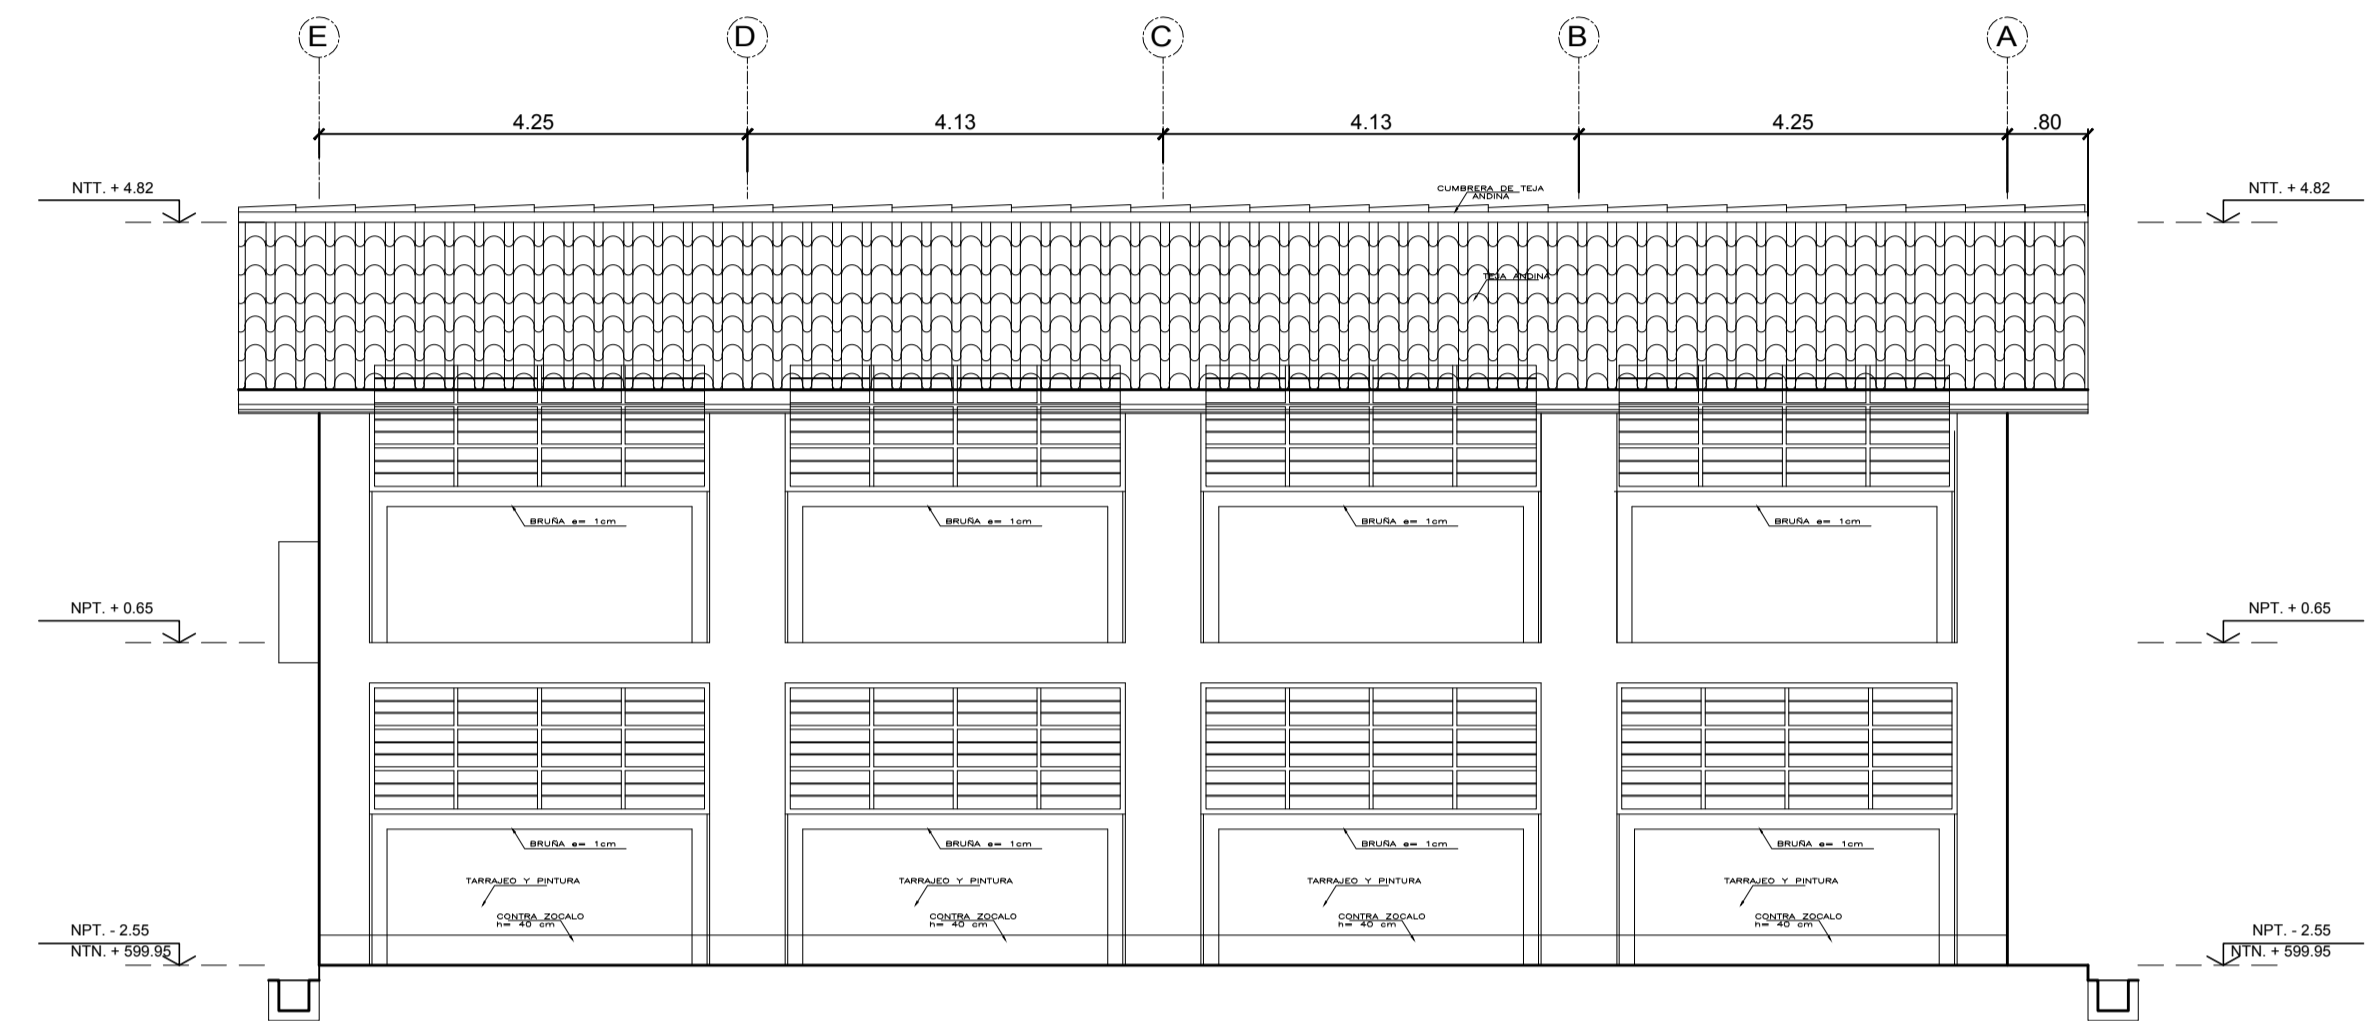 E D C B A
4.25 4.13 4.13 4.25 .80
NTT. + 4.82
NTT. + 4.82
CUMBRERA DE TEJA
ANDINA
TEJA ANDINA
BRUÑA e= 1cm
BRUÑA e= 1cm
BRUÑA e= 1cm
BRUÑA e= 1cm
NPT. + 0.65
NPT. + 0.65
BRUÑA e= 1cm
BRUÑA e= 1cm
BRUÑA e= 1cm
BRUÑA e= 1cm
TARRAJEO Y PINTURA
TARRAJEO Y PINTURA
TARRAJEO Y PINTURA
TARRAJEO Y PINTURA
CONTRA ZOCALO
h= 40 cm
CONTRA ZOCALO
h= 40 cm
CONTRA ZOCALO
h= 40 cm
CONTRA ZOCALO
h= 40 cm
NPT. - 2.55
NTN. + 599.95
NPT. - 2.55
NTN. + 599.95